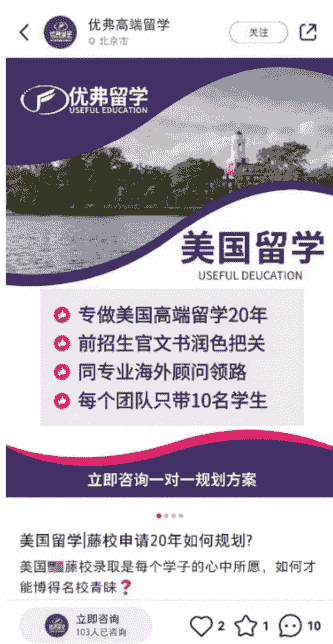 优弗高端留学
北京市
关注
优弗留学
USEFUL EDUCATION
美国留学
USEFUL DEUCATION
专做美国高端留学20年
前招生官文书润色把关
同专业海外顾问领路
每个团队只带10名学生
立即咨询一对一规划方案
美国留学|藤校申请20年如何规划?
美国🇺🇸藤校录取是每个学子的心中所愿，如何才
能博得名校青睐❓
立即咨询
103人已咨询
2
1
10